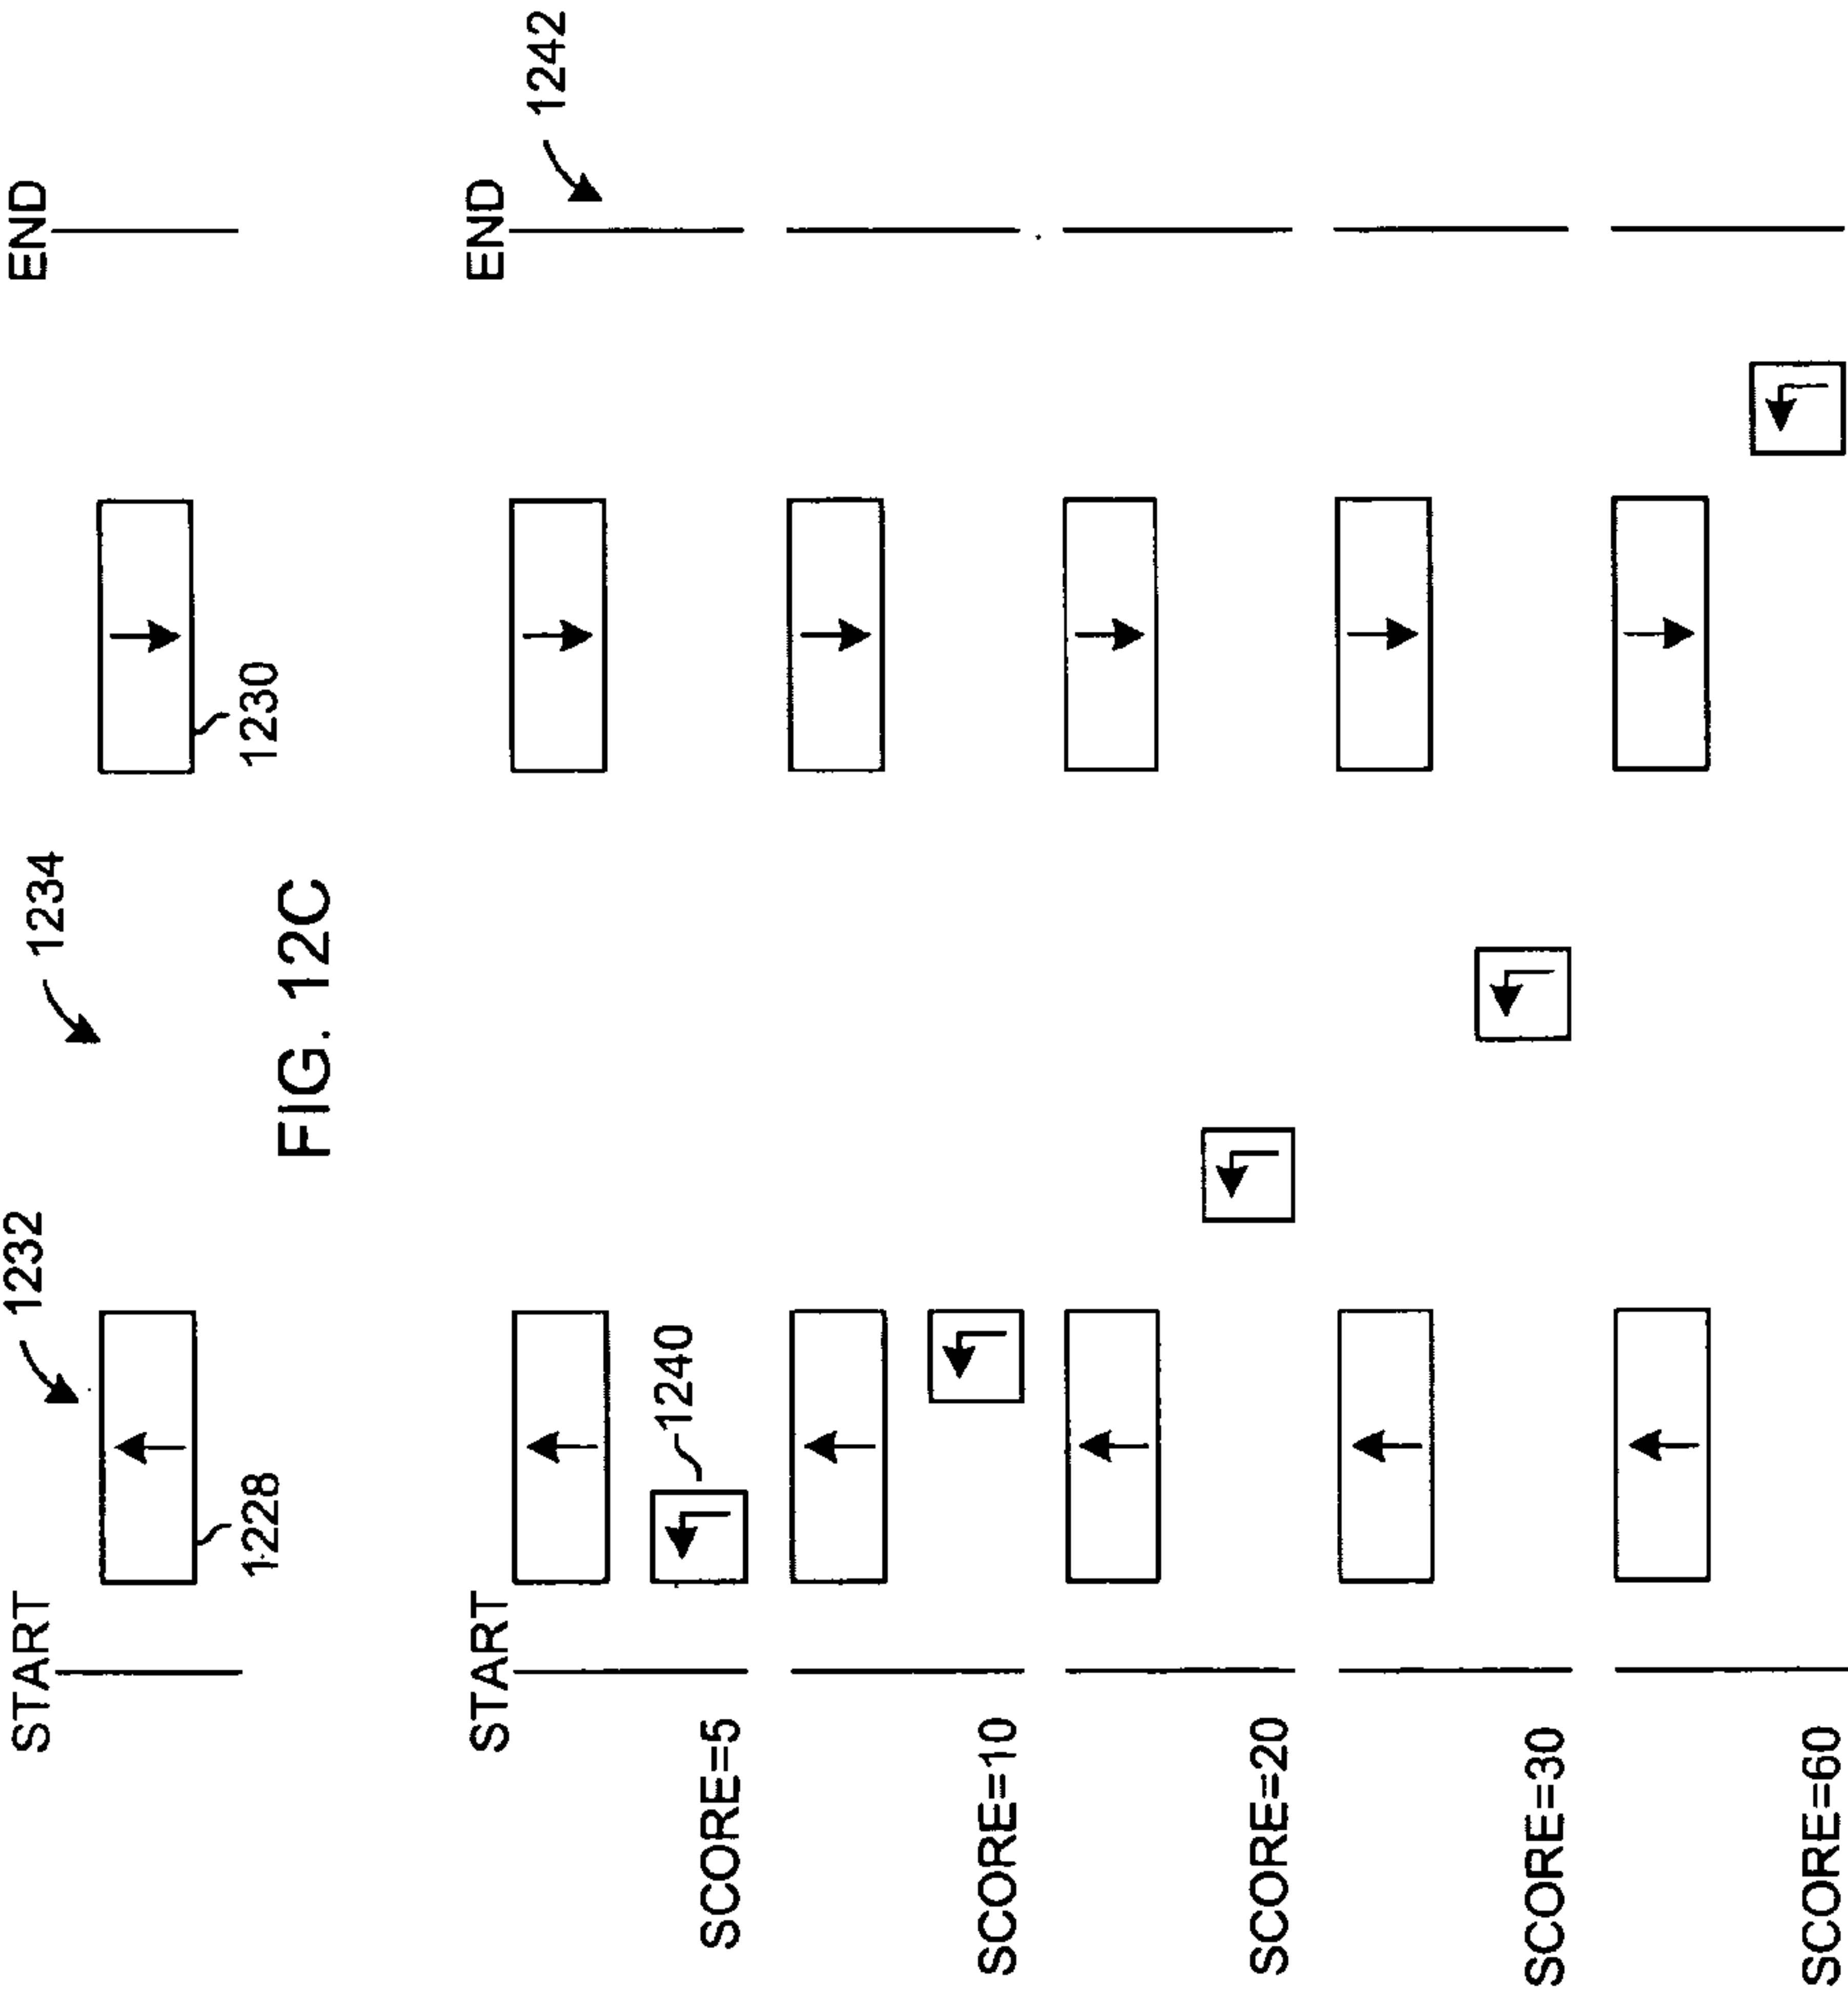 START
END
1232
1234
1228
1230
FIG. 12C
START
END
1242
1240
SCORE=5
SCORE=10
SCORE=20
SCORE=30
SCORE=60